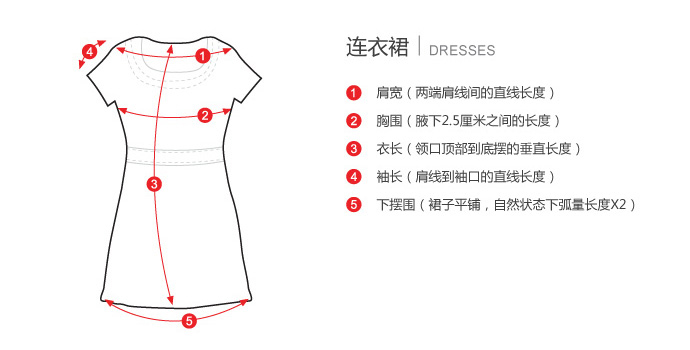 连衣裙 | DRESSES
1 肩宽（两端肩线间的直线长度）
2 胸围（腋下2.5厘米之间的长度）
3 衣长（领口顶部到底摆的垂直长度）
4 袖长（肩线到袖口的直线长度）
5 下摆围（裙子平铺，自然状态下弧量长度X2）
4
1
2
3
5